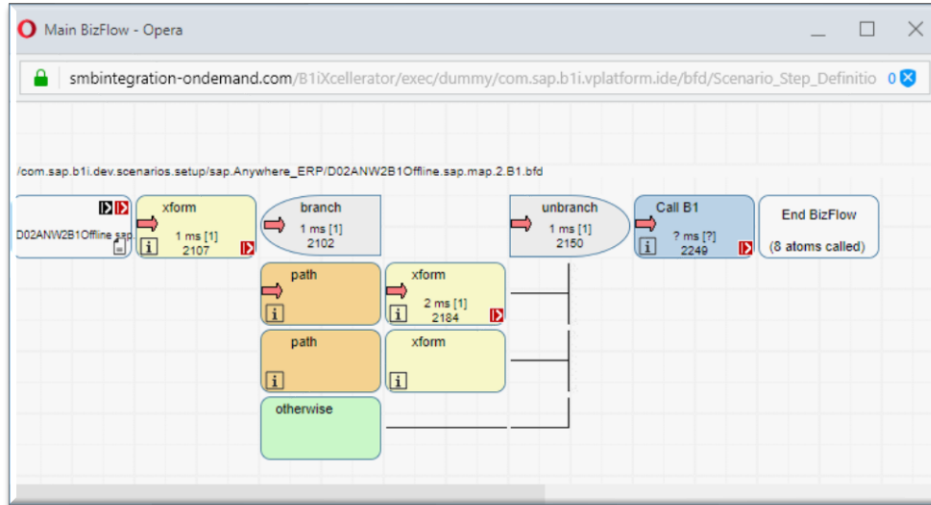 Main BizFlow - Opera
smbintegration-ondemand.com/B1iXcellerator/exec/dummy/com.sap.b1i.vplatform.ide/bfd/Scenario_Step_Definitio 0
/com.sap.b1i.dev.scenarios.setup/sap.Anywhere_ERP/D02ANW2B1Offline.sap.map.2.B1.bfd
D02ANW2B1Offline.sap.
xform
1 ms [1]
2107
branch
1 ms [1]
2102
unbranch
1 ms [1]
2150
Call B1
? ms [?]
2249
End BizFlow
(8 atoms called)
path
xform
2 ms [1]
2184
path
xform
otherwise